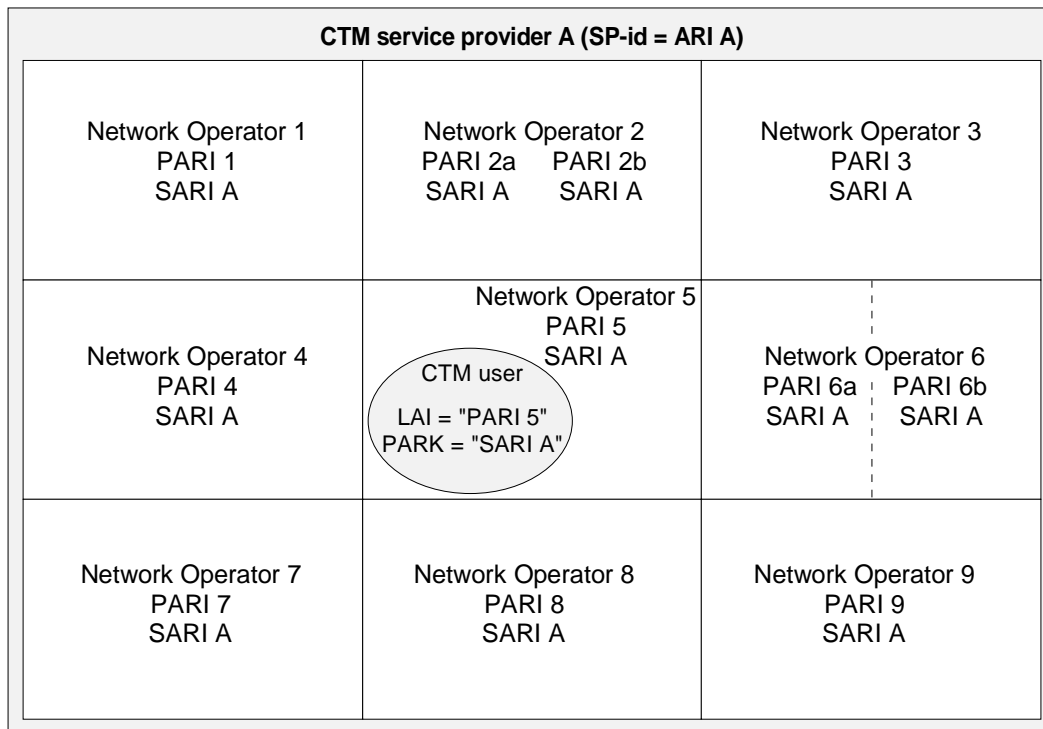 CTM service provider A (SP-id = ARI A)
Network Operator 1
PARI 1
SARI A
Network Operator 2
PARI 2a PARI 2b
SARI A SARI A
Network Operator 3
PARI 3
SARI A
Network Operator 4
PARI 4
SARI A
Network Operator 5
PARI 5
SARI A
CTM user
LAI = "PARI 5"
PARK = "SARI A"
Network Operator 6
PARI 6a PARI 6b
SARI A SARI A
Network Operator 7
PARI 7
SARI A
Network Operator 8
PARI 8
SARI A
Network Operator 9
PARI 9
SARI A